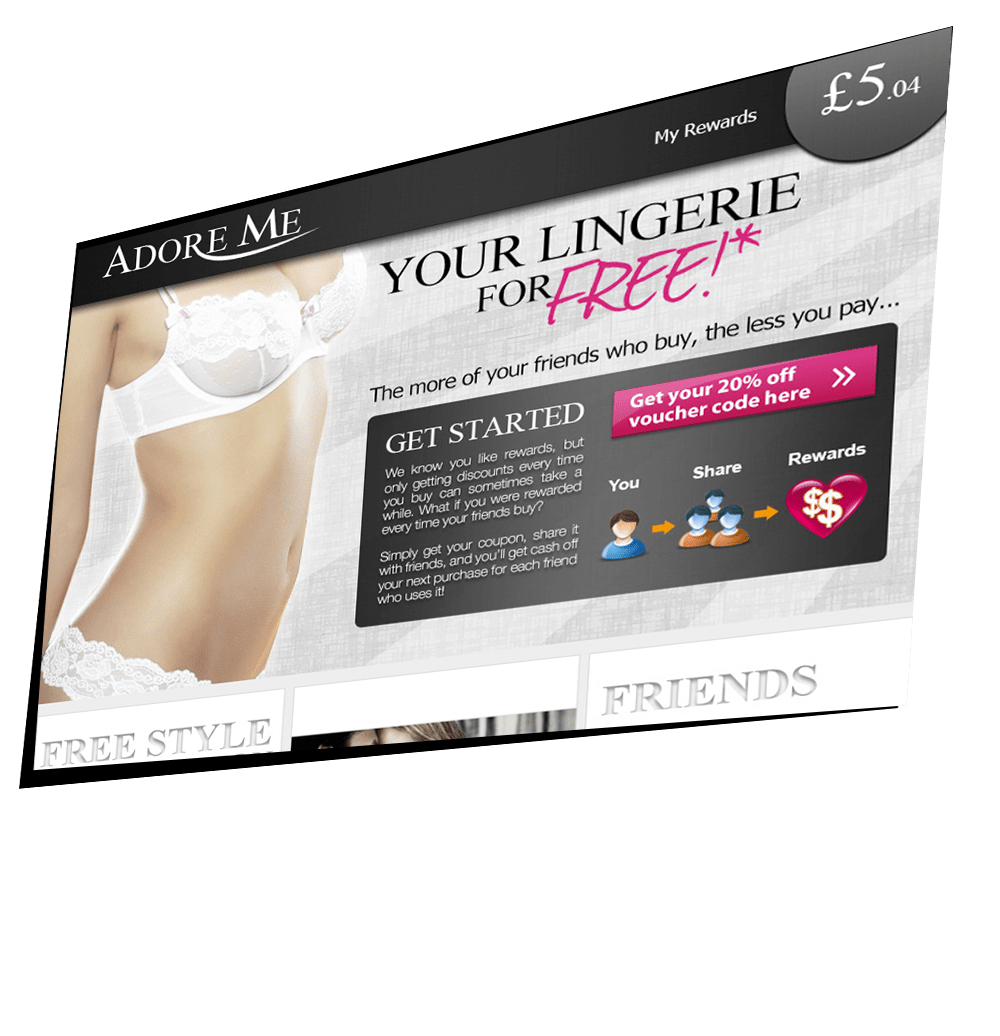 My Rewards
£5.04
ADORE ME
YOUR LINGERIE
FOR FREE!*
The more of your friends who buy, the less you pay...
GET STARTED
We know you like rewards, but
only getting discounts every time
you buy can sometimes take a
while. What if you were rewarded
every time your friends buy?
Simply get your coupon, share it
with friends, and you'll get cash off
your next purchase for each friend
who uses it!
Get your 20% off
voucher code here
You
Share
Rewards
$$
FREE STYLE
FRIENDS